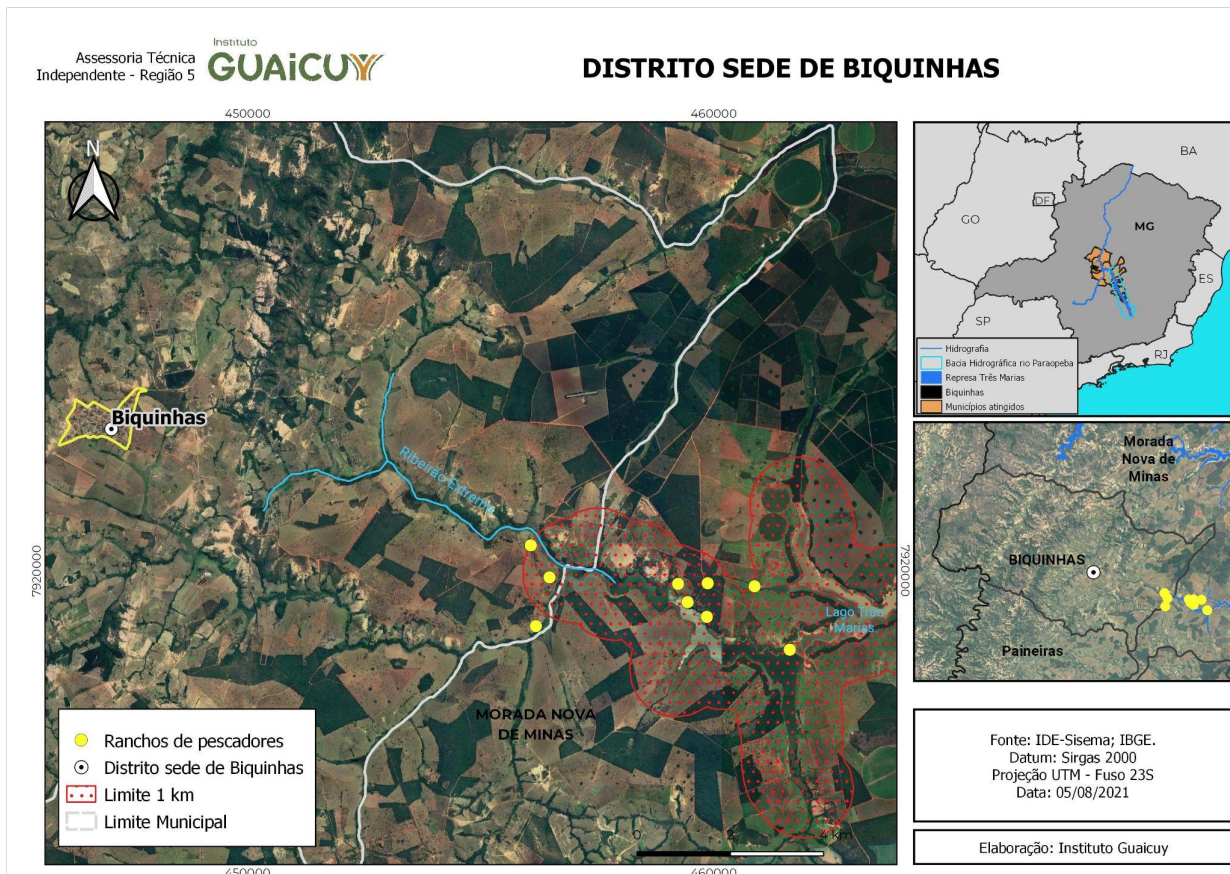 Assessoria Técnica
Independente - Região 5
Instituto
GUAiCUY
DISTRITO SEDE DE BIQUINHAS
450000
460000
N
7920000
7920000
Biquinhas
Ribeirão Extrema
Lago Três
Marias
MORADA NOVA
DE MINAS
Ranchos de pescadores
Distrito sede de Biquinhas
Limite 1 km
Limite Municipal
0 2 4 km
450000
460000
BA
GO
DF
MG
ES
SP
RJ
Hidrografia
Bacia Hidrográfica rio Paraopeba
Represa Três Marias
Biquinhas
Municípios atingidos
Morada
Nova de
Minas
BIQUINHAS
Paineiras
Fonte: IDE-Sisema; IBGE.
Datum: Sirgas 2000
Projeção UTM - Fuso 23S
Data: 05/08/2021
Elaboração: Instituto Guaicuy